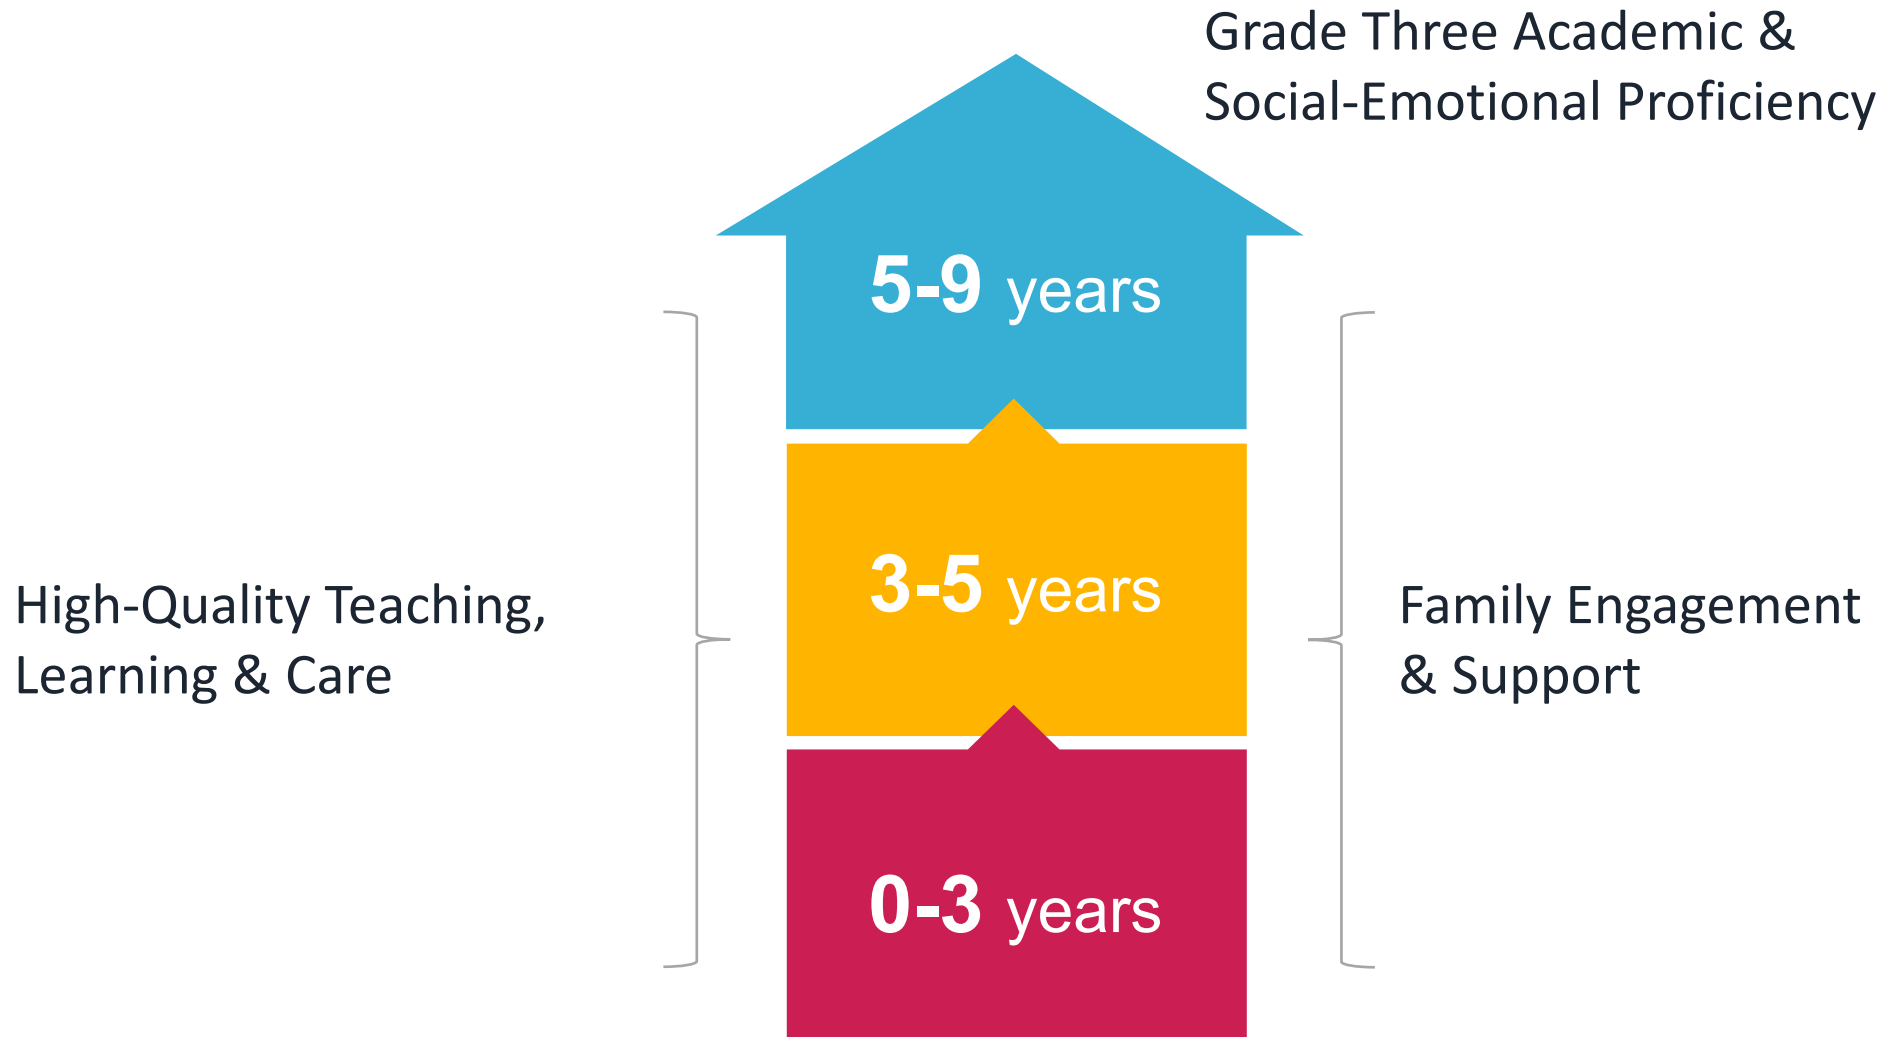 Grade Three Academic &
Social-Emotional Proficiency
5-9 years
3-5 years
High-Quality Teaching,
Learning & Care
Family Engagement
& Support
0-3 years